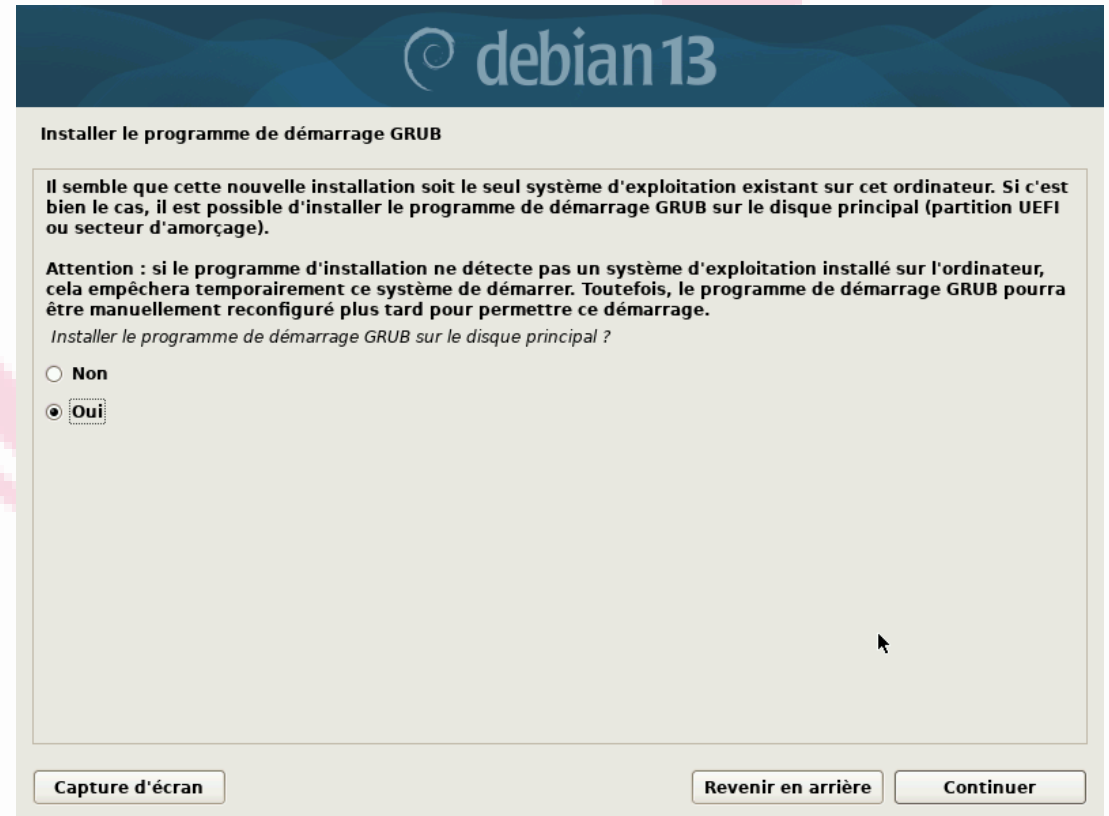 debian 13
Installer le programme de démarrage GRUB
Il semble que cette nouvelle installation soit le seul système d'exploitation existant sur cet ordinateur. Si c'est
bien le cas, il est possible d'installer le programme de démarrage GRUB sur le disque principal (partition UEFI
ou secteur d'amorçage).
Attention : si le programme d'installation ne détecte pas un système d'exploitation installé sur l'ordinateur,
cela empêchera temporairement ce système de démarrer. Toutefois, le programme de démarrage GRUB pourra
être manuellement reconfiguré plus tard pour permettre ce démarrage.
Installer le programme de démarrage GRUB sur le disque principal ?
Non
Oui
Capture d'écran
Revenir en arrière
Continuer